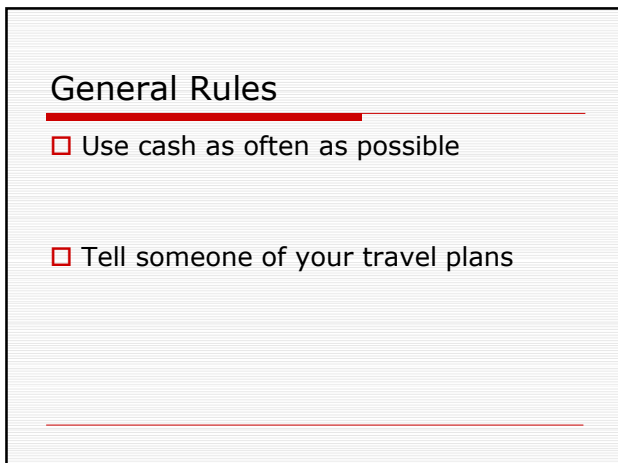 General Rules
Use cash as often as possible
Tell someone of your travel plans